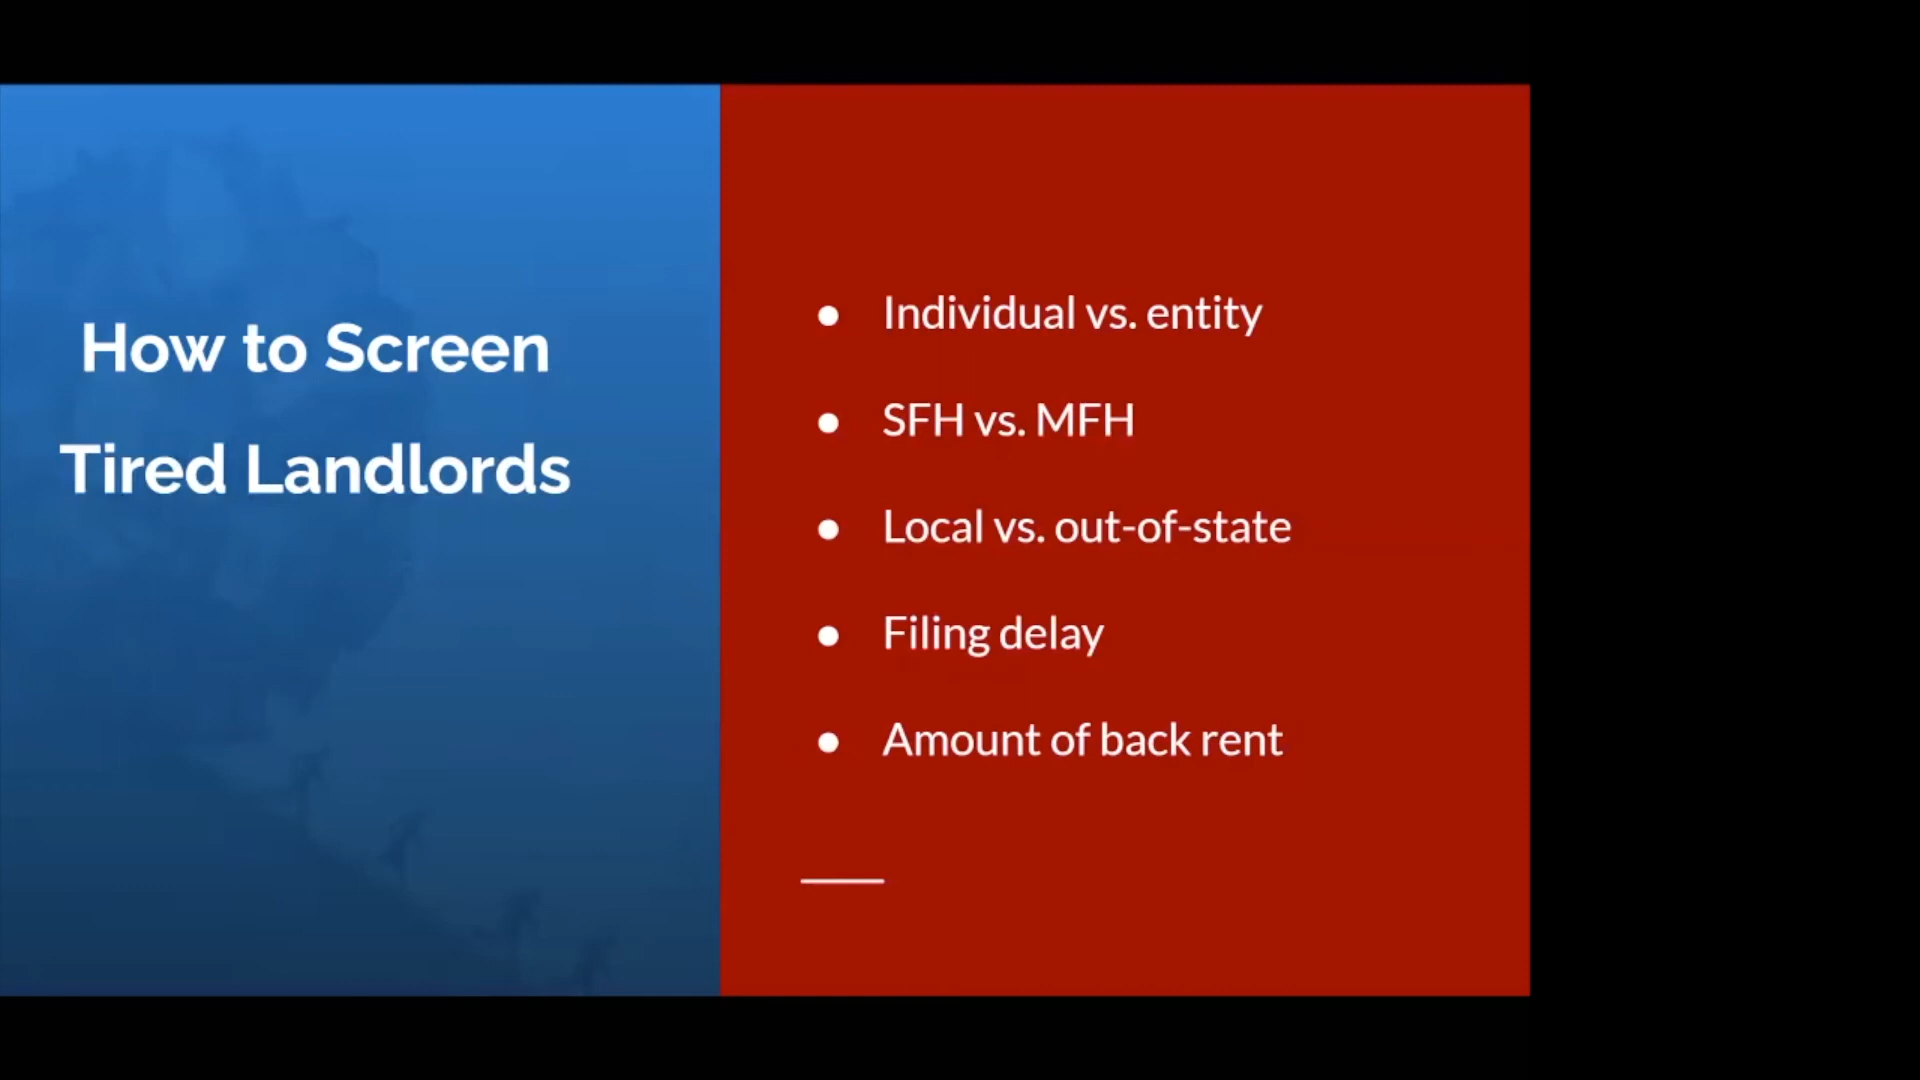 How to Screen
Tired Landlords
● Individual vs. entity
● SFH vs. MFH
● Local vs. out-of-state
● Filing delay
● Amount of back rent